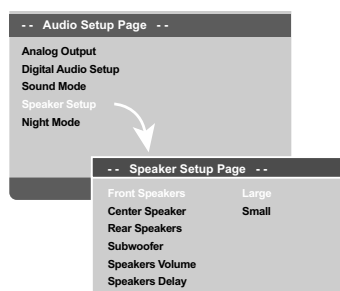 -- Audio Setup Page --
Analog Output
Digital Audio Setup
Sound Mode
Speaker Setup
Night Mode
-- Speaker Setup Page --
Front Speakers Large
Center Speaker Small
Rear Speakers
Subwoofer
Speakers Volume
Speakers Delay